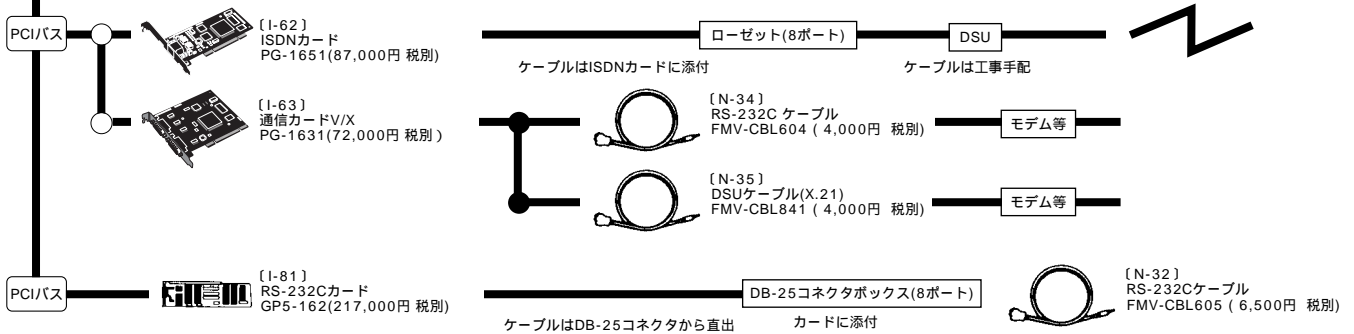 PCIバス
〔I-62〕
ISDNカード
PG-1651(87,000円 税別)
ローゼット(8ポート)
DSU
ケーブルはISDNカードに添付
ケーブルは工事手配
〔I-63〕
通信カードV/X
PG-1631(72,000円 税別 )
〔N-34〕
RS-232C ケーブル
FMV-CBL604 ( 4,000円 税別)
モデム等
〔N-35〕
DSUケーブル(X.21)
FMV-CBL841 ( 4,000円 税別)
モデム等
PCIバス
〔I-81〕
RS-232Cカード
GP5-162(217,000円 税別)
DB-25コネクタボックス(8ポート)
ケーブルはDB-25コネクタから直出
カードに添付
〔N-32〕
RS-232Cケーブル
FMV-CBL605 ( 6,500円 税別)